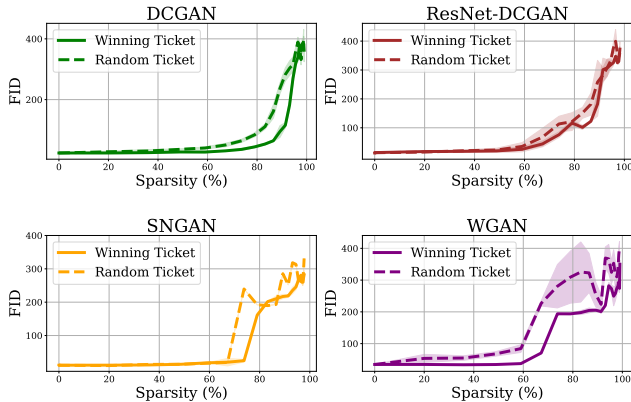 DCGAN
FID
400
200
Winning Ticket
Random Ticket
0 20 40 60 80 100
Sparsity (%)
ResNet-DCGAN
FID
400
300
200
100
Winning Ticket
Random Ticket
0 20 40 60 80 100
Sparsity (%)
SNGAN
FID
400
300
200
100
Winning Ticket
Random Ticket
0 20 40 60 80 100
Sparsity (%)
WGAN
FID
400
300
200
100
Winning Ticket
Random Ticket
0 20 40 60 80 100
Sparsity (%)